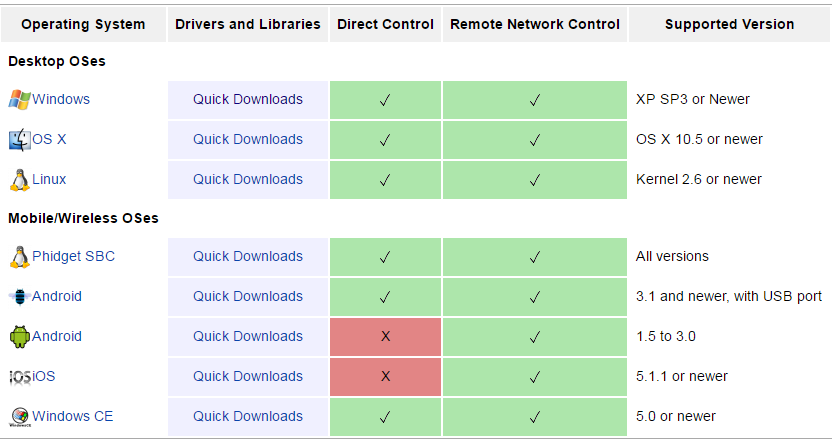 Operating System Drivers and Libraries Direct Control Remote Network Control Supported Version
Desktop OSes
Windows Quick Downloads ✓ ✓ XP SP3 or Newer
OS X Quick Downloads ✓ ✓ OS X 10.5 or newer
Linux Quick Downloads ✓ ✓ Kernel 2.6 or newer
Mobile/Wireless OSes
Phidget SBC Quick Downloads ✓ ✓ All versions
Android Quick Downloads ✓ ✓ 3.1 and newer, with USB port
Android Quick Downloads X ✓ 1.5 to 3.0
iOS iOS Quick Downloads X ✓ 5.1.1 or newer
Windows CE Quick Downloads ✓ ✓ 5.0 or newer